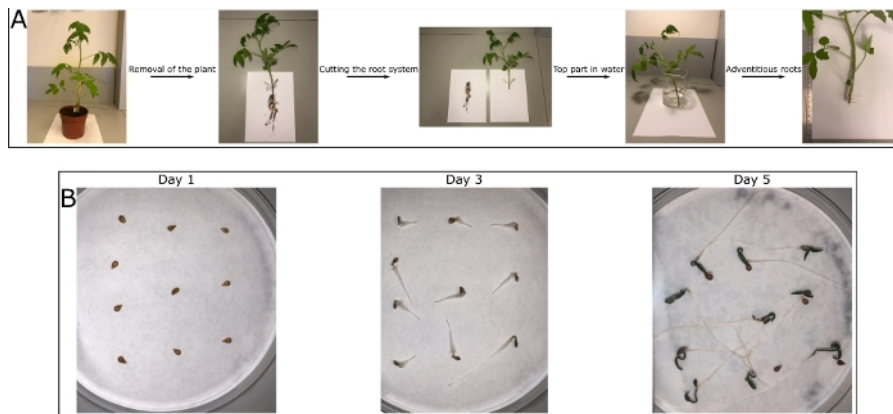 A
Removal of the plant
Cutting the root system
Top part in water
Adventitious roots
B
Day 1
Day 3
Day 5